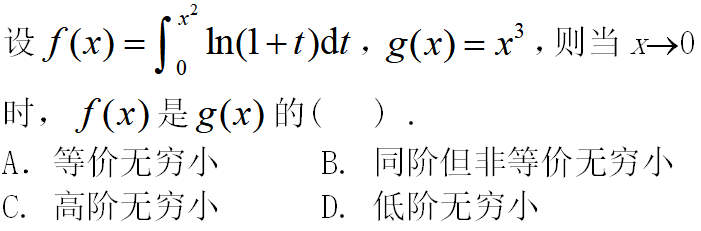 设 f(x) = ∫₀^{x²} ln(1+t)dt，g(x) = x³，则当 x→0
时，f(x) 是 g(x) 的(    ) .
A. 等价无穷小    B. 同阶但非等价无穷小
C. 高阶无穷小    D. 低阶无穷小